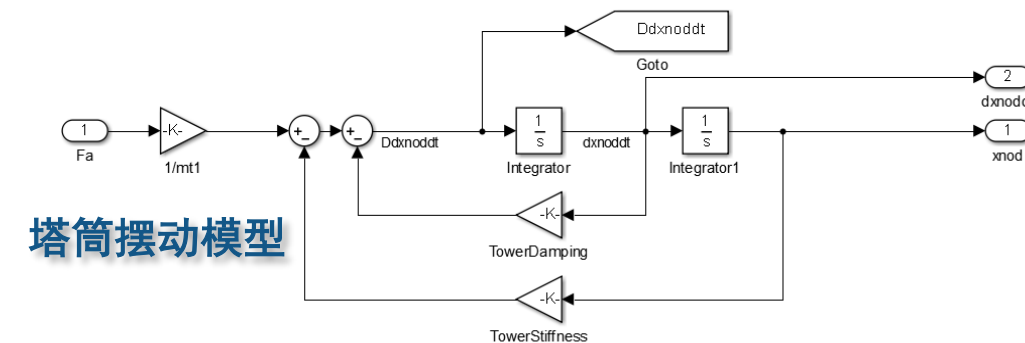 Ddxnoddt
Goto
2
dxnodd
1
Fa
-K-
1/mt1
+
-
+
-
Ddxnoddt
1
s
Integrator
dxnoddt
1
s
Integrator1
1
xnod
-K-
TowerDamping
塔筒摆动模型
-K-
TowerStiffness